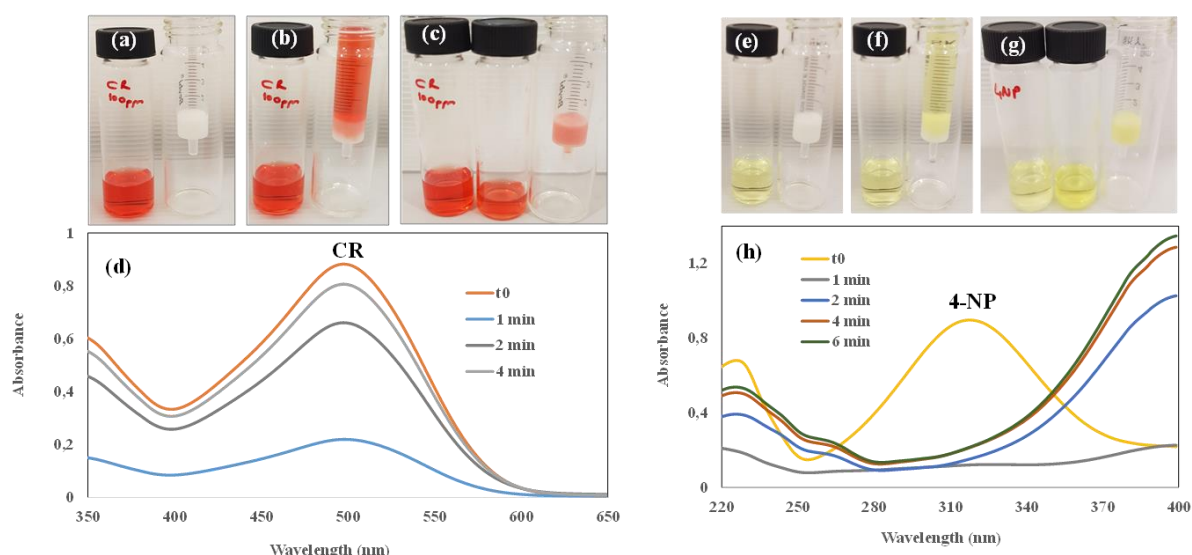 (a)
CR
100ppm
(b)
CR
100ppm
(c)
CR
100ppm
(e)
(f)
(g)
4NP
(d)
CR
t0
1 min
2 min
4 min
Absorbance
1
0,8
0,6
0,4
0,2
0
350
400
450
500
550
600
650
Wavelength (nm)
(h)
t0
1 min
2 min
4 min
6 min
4-NP
Absorbance
1,2
0,8
0,4
0
220
250
280
310
340
370
400
Wavelength (nm)